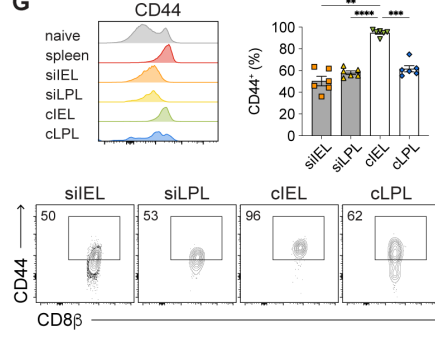 G
CD44
naive
spleen
siIEL
siLPL
cIEL
cLPL
CD44⁺ (%)
100
80
60
40
20
0
**
**** ***
siIEL
siLPL
cIEL
cLPL
siIEL siLPL cIEL cLPL
50 53 96 62
CD44
CD8β